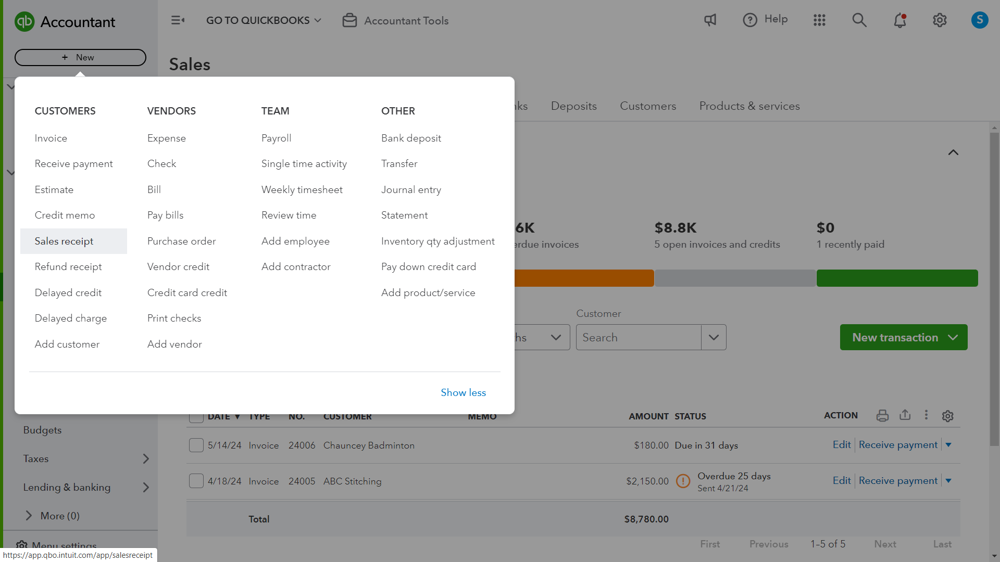 qb Accountant
GO TO QUICKBOOKS
Accountant Tools
Help
S
+ New
Sales
Deposits
Customers
Products & services
CUSTOMERS
Invoice
Receive payment
Estimate
Credit memo
Sales receipt
Refund receipt
Delayed credit
Delayed charge
Add customer
VENDORS
Expense
Check
Bill
Pay bills
Purchase order
Vendor credit
Credit card credit
Print checks
Add vendor
TEAM
Payroll
Single time activity
Weekly timesheet
Review time
Add employee
Add contractor
OTHER
Bank deposit
Transfer
Journal entry
Statement
Inventory qty adjustment
Pay down credit card
Add product/service
Show less
6K
erdue invoices
$8.8K
5 open invoices and credits
$0
1 recently paid
Customer
hs
Search
New transaction
DATE ▼ TYPE NO. CUSTOMER MEMO AMOUNT STATUS ACTION
5/14/24 Invoice 24006 Chauncey Badminton $180.00 Due in 31 days Edit Receive payment
4/18/24 Invoice 24005 ABC Stitching $2,150.00 Overdue 25 days Edit Receive payment
Sent 4/21/24
Total $8,780.00
First Previous 1–5 of 5 Next Last
Budgets
Taxes
Lending & banking
More (0)
Menu settings
https://app.qbo.intuit.com/app/salesreceipt